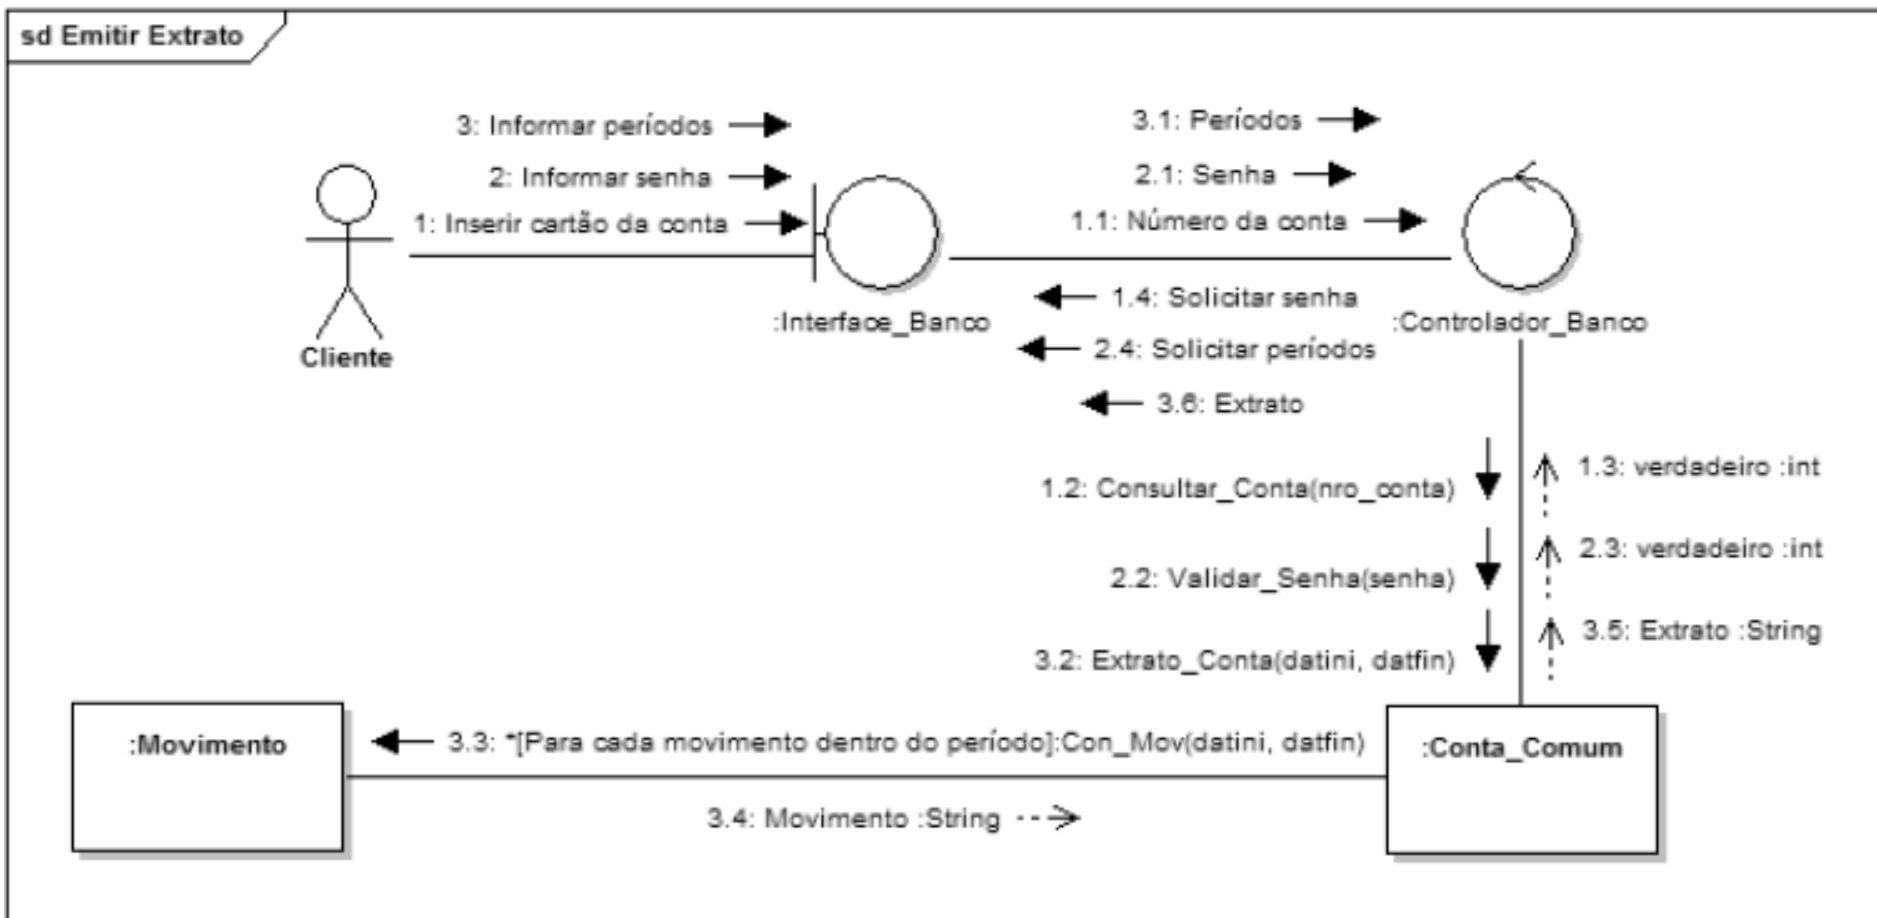 sd Emitir Extrato
3: Informar períodos
3.1: Períodos
2: Informar senha
2.1: Senha
1: Inserir cartão da conta
1.1: Número da conta
1.4: Solicitar senha
:Interface_Banco
:Controlador_Banco
Cliente
2.4: Solicitar períodos
3.6: Extrato
1.2: Consultar_Conta(nro_conta)
1.3: verdadeiro :int
2.2: Validar_Senha(senha)
2.3: verdadeiro :int
3.2: Extrato_Conta(datini, datfin)
3.5: Extrato :String
:Movimento
3.3: *[Para cada movimento dentro do período]:Con_Mov(datini, datfin)
:Conta_Comum
3.4: Movimento :String